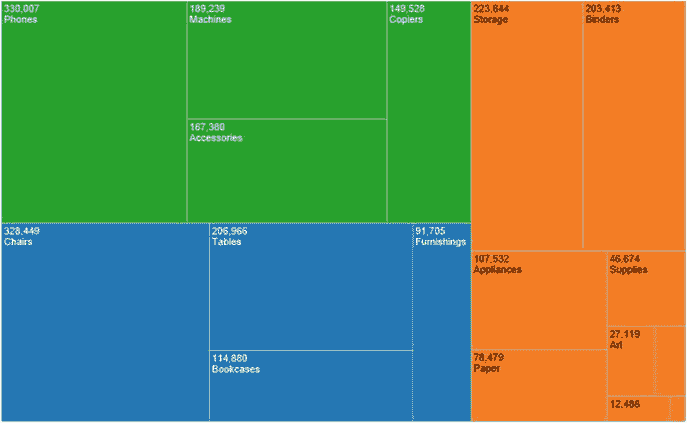 330,007
Phones
189,239
Machines
149,528
Copiers
167,380
Accessories
328,449
Chairs
206,966
Tables
91,705
Furnishings
114,880
Bookcases
223,844
Storage
203,413
Binders
107,532
Appliances
46,674
Supplies
27,119
Art
78,479
Paper
12,486